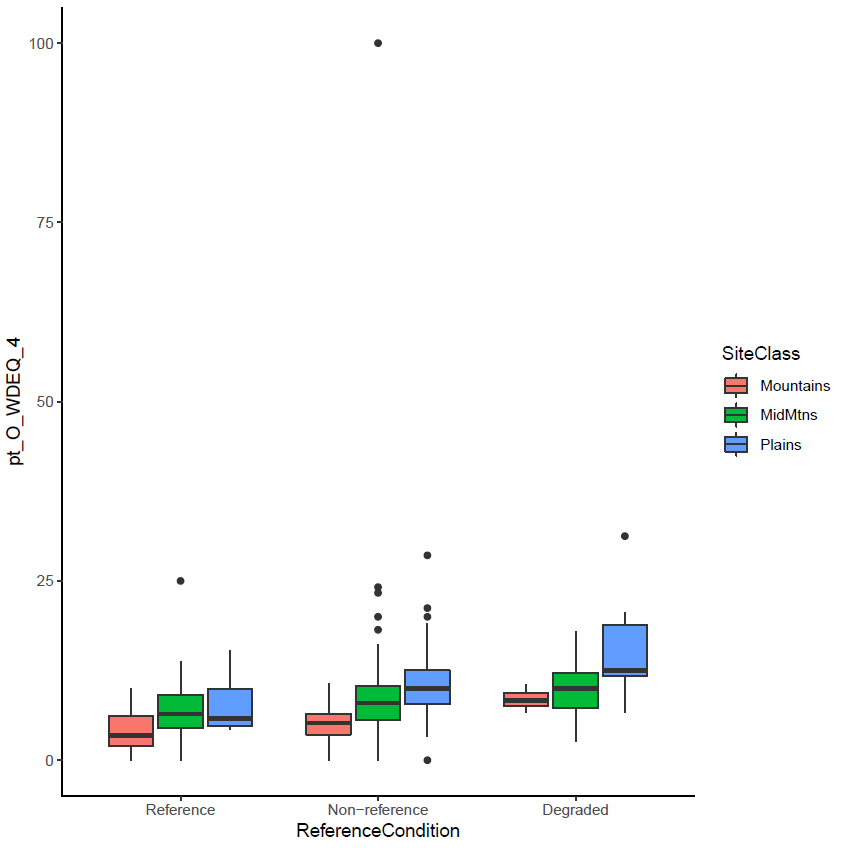 100
75
50
25
0
pt_O_WDEQ_4
Reference
Non−reference
Degraded
ReferenceCondition
SiteClass
Mountains
MidMtns
Plains